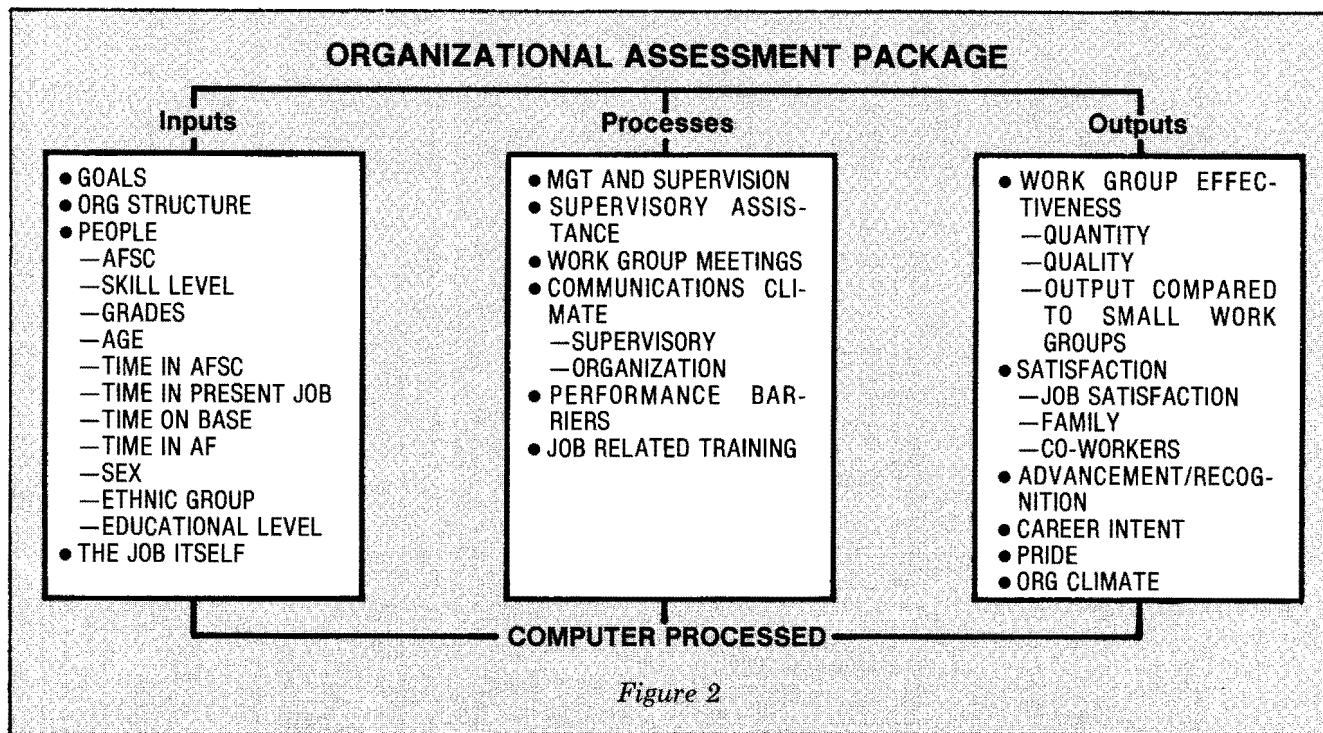 ORGANIZATIONAL ASSESSMENT PACKAGE
Inputs
● GOALS
● ORG STRUCTURE
● PEOPLE
—AFSC
—SKILL LEVEL
—GRADES
—AGE
—TIME IN AFSC
—TIME IN PRESENT JOB
—TIME ON BASE
—TIME IN AF
—SEX
—ETHNIC GROUP
—EDUCATIONAL LEVEL
● THE JOB ITSELF
Processes
● MGT AND SUPERVISION
● SUPERVISORY ASSIS-
TANCE
● WORK GROUP MEETINGS
● COMMUNICATIONS CLI-
MATE
—SUPERVISORY
—ORGANIZATION
● PERFORMANCE BAR-
RIERS
● JOB RELATED TRAINING
Outputs
● WORK GROUP EFFEC-
TIVENESS
—QUANTITY
—QUALITY
—OUTPUT COMPARED
TO SMALL WORK
GROUPS
● SATISFACTION
—JOB SATISFACTION
—FAMILY
—CO-WORKERS
● ADVANCEMENT/RECOG-
NITION
● CAREER INTENT
● PRIDE
● ORG CLIMATE
COMPUTER PROCESSED
Figure 2